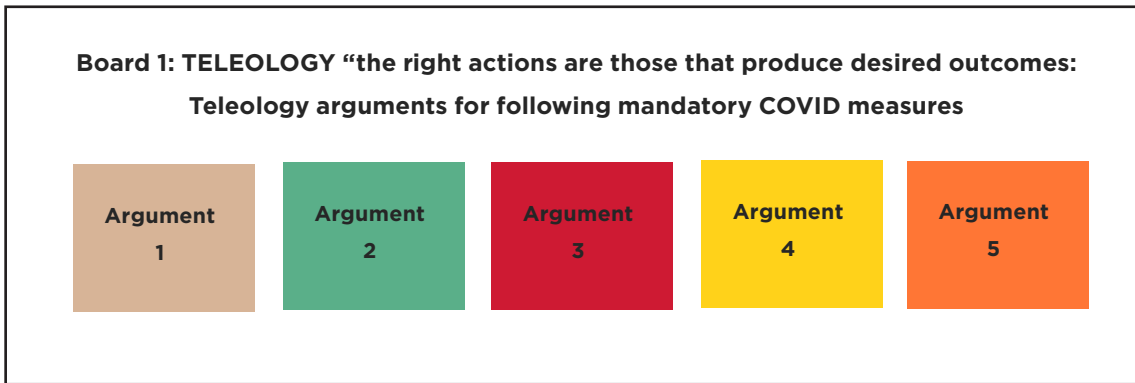 Board 1: TELEOLOGY “the right actions are those that produce desired outcomes:
Teleology arguments for following mandatory COVID measures
Argument
1
Argument
2
Argument
3
Argument
4
Argument
5